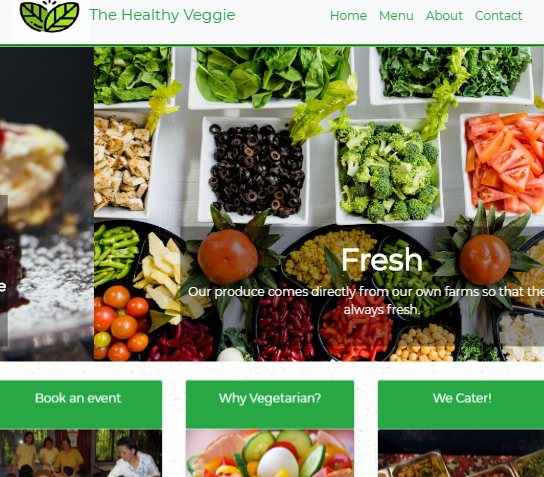 The Healthy Veggie
Home Menu About Contact
Fresh
Our produce comes directly from our own farms so that the
always fresh.
e
Book an event
Why Vegetarian?
We Cater!